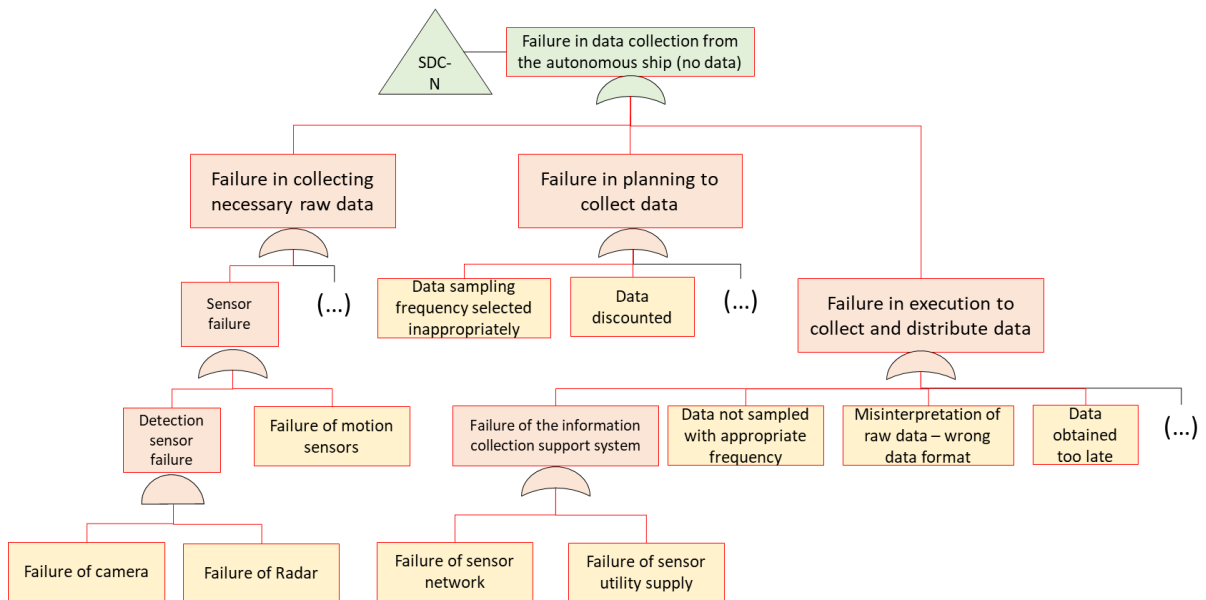 SDC-
N
Failure in data collection from
the autonomous ship (no data)
Failure in collecting
necessary raw data
Failure in planning to
collect data
Sensor
failure
(...)
Data sampling
frequency selected
inappropriately
Data
discounted
(...)
Failure in execution to
collect and distribute data
Detection
sensor
failure
Failure of motion
sensors
Failure of the information
collection support system
Data not sampled
with appropriate
frequency
Misinterpretation of
raw data – wrong
data format
Data
obtained
too late
(...)
Failure of camera
Failure of Radar
Failure of sensor
network
Failure of sensor
utility supply